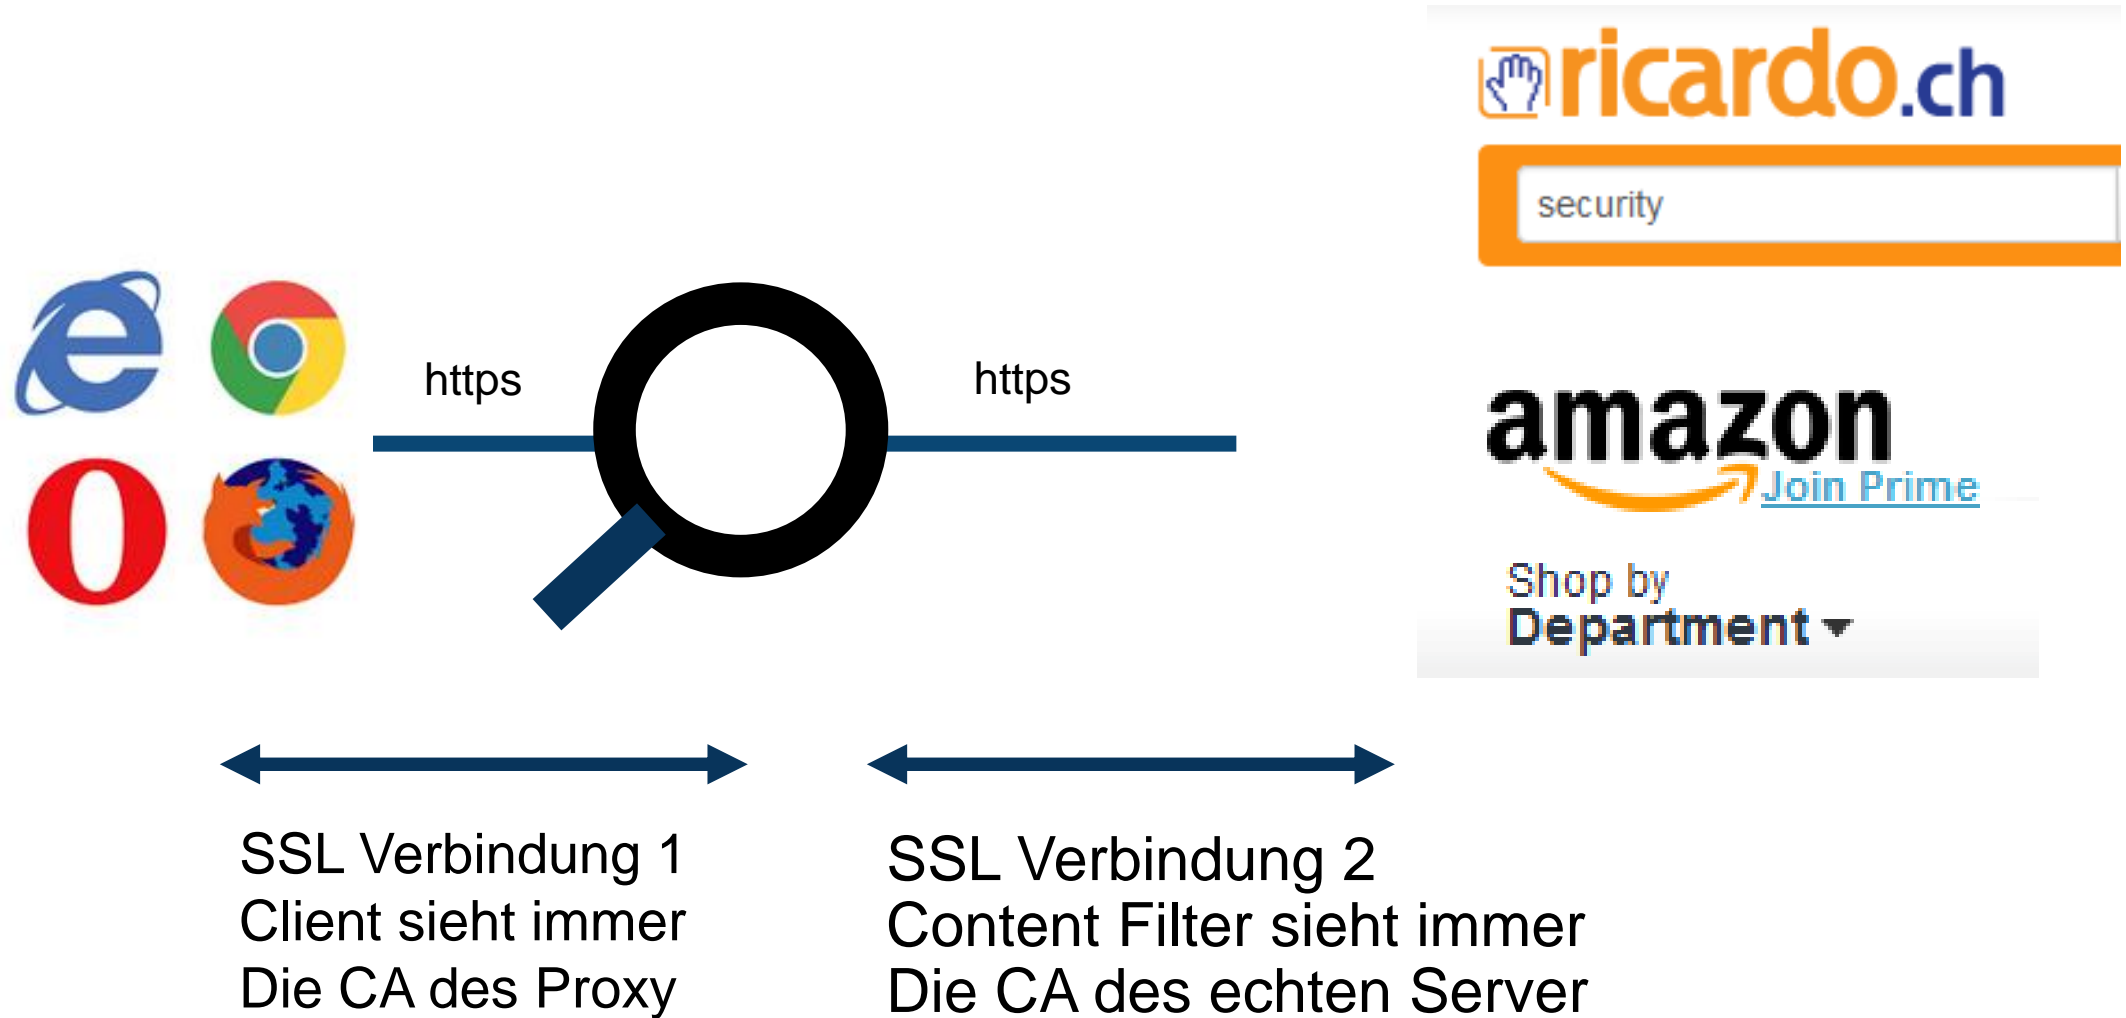 ricardo.ch
security
https
https
amazon
Join Prime
Shop by
Department
SSL Verbindung 1
Client sieht immer
Die CA des Proxy
SSL Verbindung 2
Content Filter sieht immer
Die CA des echten Server